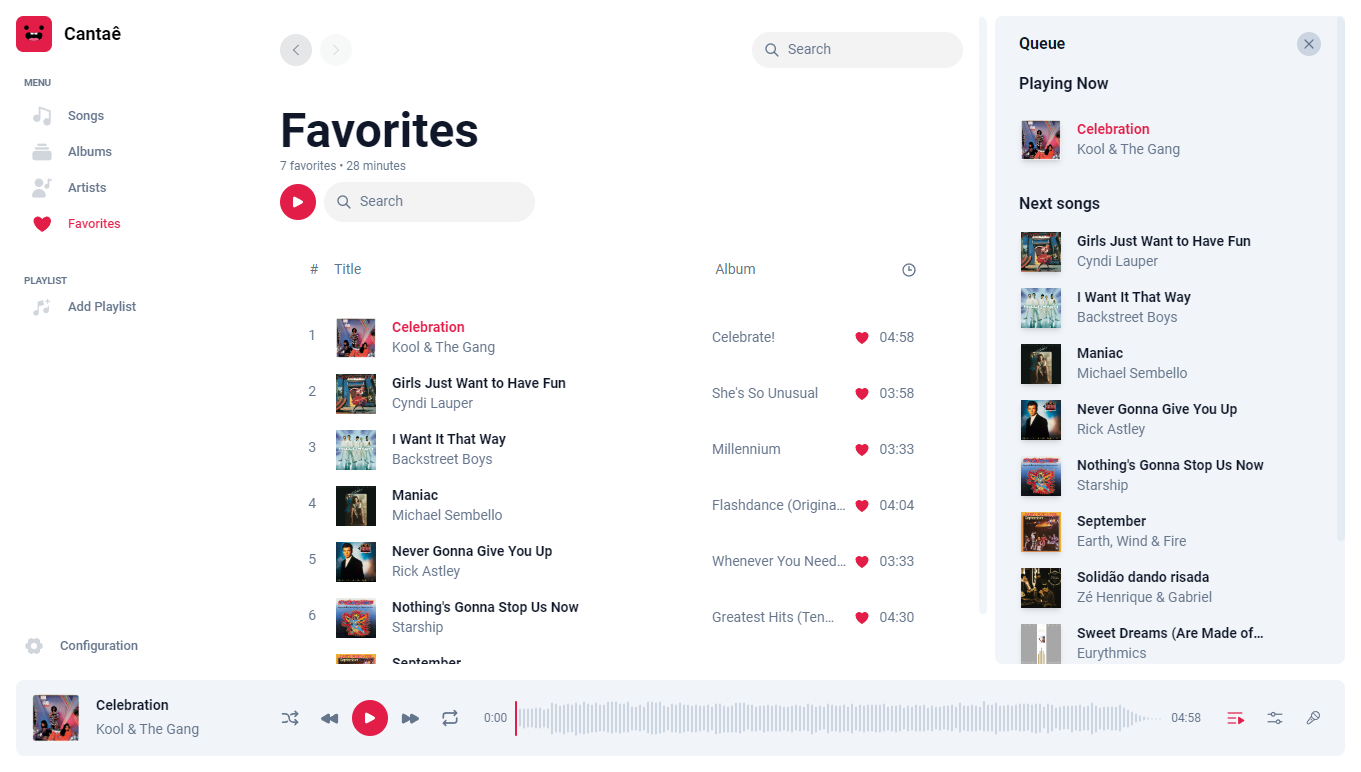 Cantaê
MENU
Songs
Albums
Artists
Favorites
PLAYLIST
Add Playlist
Configuration
Search
Favorites
7 favorites • 28 minutes
Search
# Title Album
1 Celebration Celebrate! 04:58
Kool & The Gang
2 Girls Just Want to Have Fun She's So Unusual 03:58
Cyndi Lauper
3 I Want It That Way Millennium 03:33
Backstreet Boys
4 Maniac Flashdance (Origina... 04:04
Michael Sembello
5 Never Gonna Give You Up Whenever You Need... 03:33
Rick Astley
6 Nothing's Gonna Stop Us Now Greatest Hits (Ten... 04:30
Starship
September
Queue
Playing Now
Celebration
Kool & The Gang
Next songs
Girls Just Want to Have Fun
Cyndi Lauper
I Want It That Way
Backstreet Boys
Maniac
Michael Sembello
Never Gonna Give You Up
Rick Astley
Nothing's Gonna Stop Us Now
Starship
September
Earth, Wind & Fire
Solidão dando risada
Zé Henrique & Gabriel
Sweet Dreams (Are Made of...
Eurythmics
Celebration
Kool & The Gang
0:00
04:58